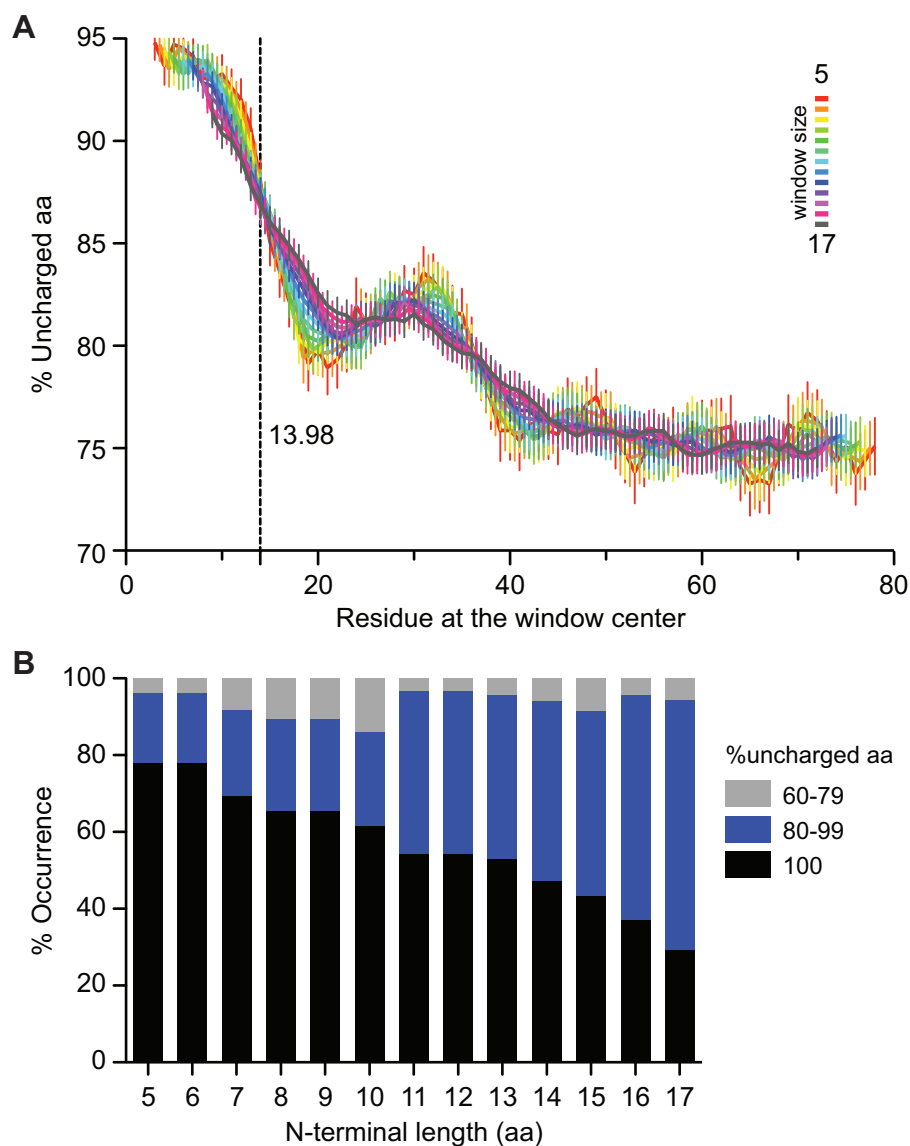 A
95
90
85
80
75
70
% Uncharged aa
5
window size
17
13.98
0
20
40
60
80
Residue at the window center
B
100
80
60
40
20
0
% Occurrence
%uncharged aa
60-79
80-99
100
5 6 7 8 9 10 11 12 13 14 15 16 17
N-terminal length (aa)